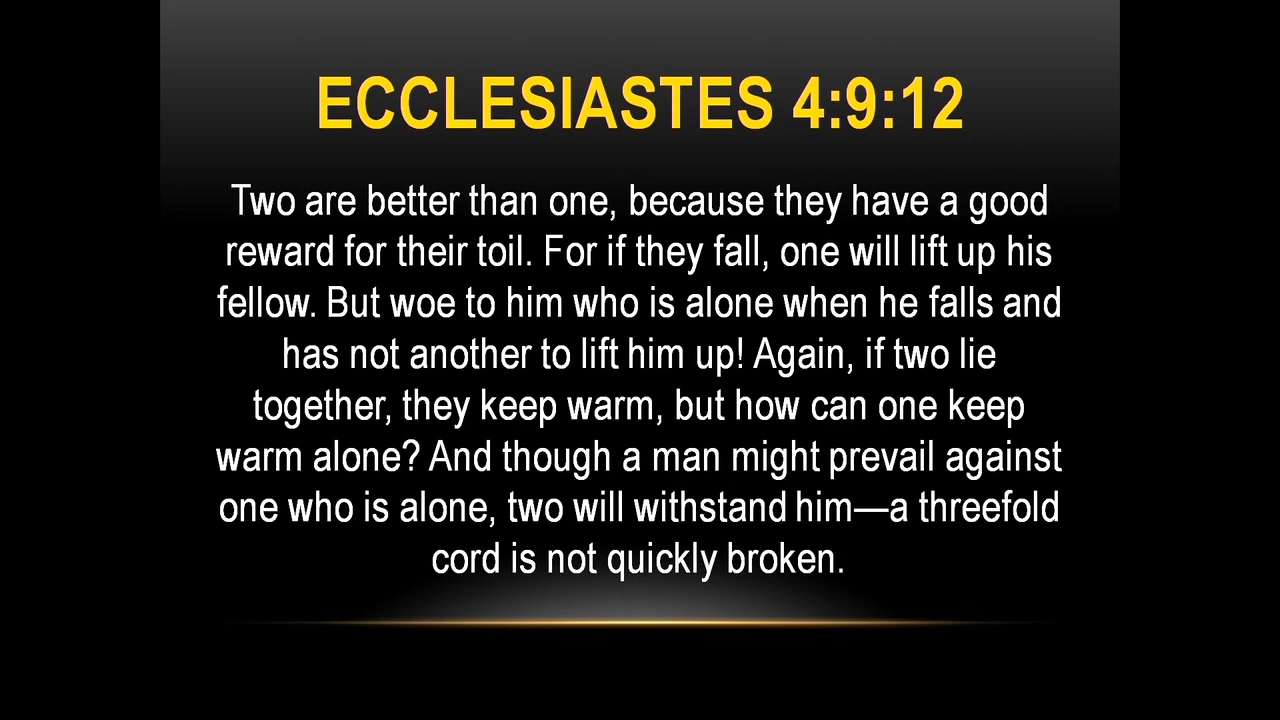 ECCLESIASTES 4:9:12
Two are better than one, because they have a good
reward for their toil. For if they fall, one will lift up his
fellow. But woe to him who is alone when he falls and
has not another to lift him up! Again, if two lie
together, they keep warm, but how can one keep
warm alone? And though a man might prevail against
one who is alone, two will withstand him—a threefold
cord is not quickly broken.